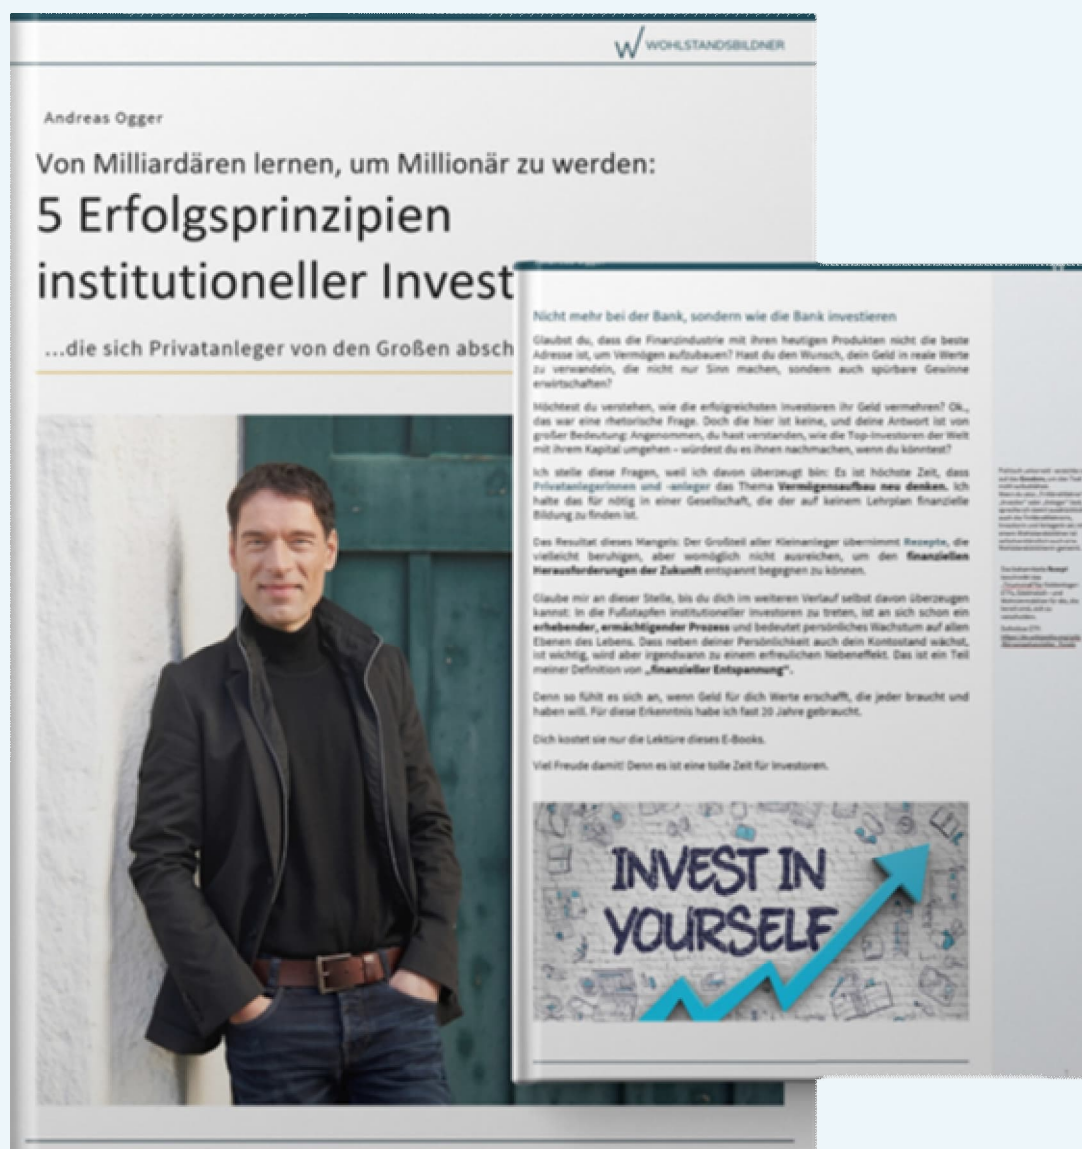 WOHLSTANDSBILDNER
Andreas Ogger
Von Milliardären lernen, um Millionär zu werden:
5 Erfolgsprinzipien
institutioneller Invest
...die sich Privatanleger von den Großen absch
Nicht mehr bei der Bank, sondern wie die Bank investieren
Glaubst du, dass die Finanzindustrie mit ihren heutigen Produkten nicht die beste
Adresse ist, um Vermögen aufzubauen? Hast du den Wunsch, dein Geld in reale Werte
zu verwandeln, die nicht nur Sinn machen, sondern auch spürbare Gewinne
erwirtschaften?
Möchtest du verstehen, wie die erfolgreichsten Investoren ihr Geld vermehren? Ok.,
das war eine rhetorische Frage. Doch die hier ist keine, und deine Antwort ist von
großer Bedeutung: Angenommen, du hast verstanden, wie die Top-Investoren der Welt
mit ihrem Kapital umgehen – würdest du es ihnen nachmachen, wenn du könntest?
Ich stelle diese Fragen, weil ich davon überzeugt bin: Es ist höchste Zeit, dass
Privatanlegerinnen und -anleger das Thema Vermögensaufbau neu denken. Ich
halte das für nötig in einer Gesellschaft, die der auf keinem Lehrplan finanzielle
Bildung zu finden ist.
Das Resultat dieses Mangels: Der Großteil aller Kleinanleger übernimmt Rezepte, die
vielleicht beruhigen, aber womöglich nicht ausreichen, um den finanziellen
Herausforderungen der Zukunft entspannt begegnen zu können.
Glaube mir an dieser Stelle, bis du dich im weiteren Verlauf selbst davon überzeugen
kannst: In die Fußstapfen institutioneller Investoren zu treten, ist an sich schon ein
erhebender, ermächtigender Prozess und bedeutet persönliches Wachstum auf allen
Ebenen des Lebens. Dass neben deiner Persönlichkeit auch dein Kontostand wächst,
ist wichtig, wird aber irgendwann zu einem erfreulichen Nebeneffekt. Das ist ein Teil
meiner Definition von „finanzieller Entspannung".
Denn so fühlt es sich an, wenn Geld für dich Werte erschafft, die jeder braucht und
haben will. Für diese Erkenntnis habe ich fast 20 Jahre gebraucht.
Dich kostet sie nur die Lektüre dieses E-Books.
Viel Freude damit! Denn es ist eine tolle Zeit für Investoren.
INVEST IN
YOURSELF